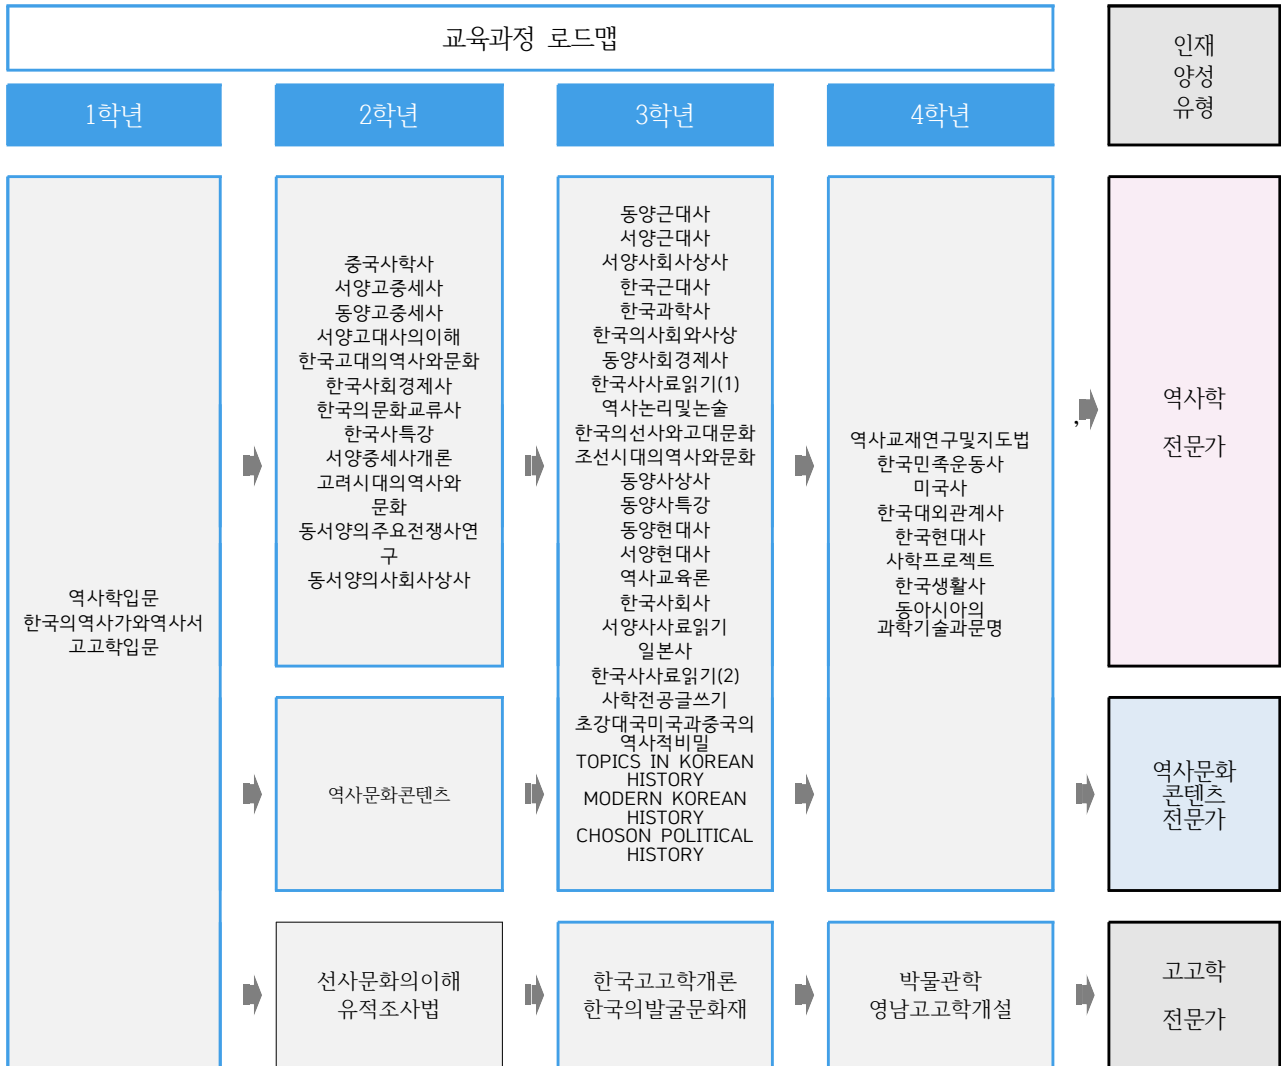 교육과정 로드맵
인재
양성
유형
1학년
2학년
3학년
4학년
역사학입문
한국의역사가와역사서
고고학입문
중국사학사
서양고중세사
동양고중세사
서양고대사의이해
한국고대의역사와문화
한국사회경제사
한국의문화교류사
한국사특강
서양중세사개론
고려시대의역사와
문화
동서양의주요전쟁사연
구
동서양의사회사상사
동양근대사
서양근대사
서양사회사상사
한국근대사
한국과학사
한국의사회와사상
동양사회경제사
한국사사료읽기(1)
역사논리및논술
한국의선사와고대문화
조선시대의역사와문화
동양사상사
동양사특강
동양현대사
서양현대사
역사교육론
한국사회사
서양사사료읽기
일본사
한국사사료읽기(2)
사학전공글쓰기
초강대국미국과중국의
역사적비밀
TOPICS IN KOREAN
HISTORY
MODERN KOREAN
HISTORY
CHOSON POLITICAL
HISTORY
역사교재연구및지도법
한국민족운동사
미국사
한국대외관계사
한국현대사
사학프로젝트
한국생활사
동아시아의
과학기술과문명
,
역사학
전문가
역사문화콘텐츠
역사문화
콘텐츠
전문가
선사문화의이해
유적조사법
한국고고학개론
한국의발굴문화재
박물관학
영남고고학개설
고고학
전문가